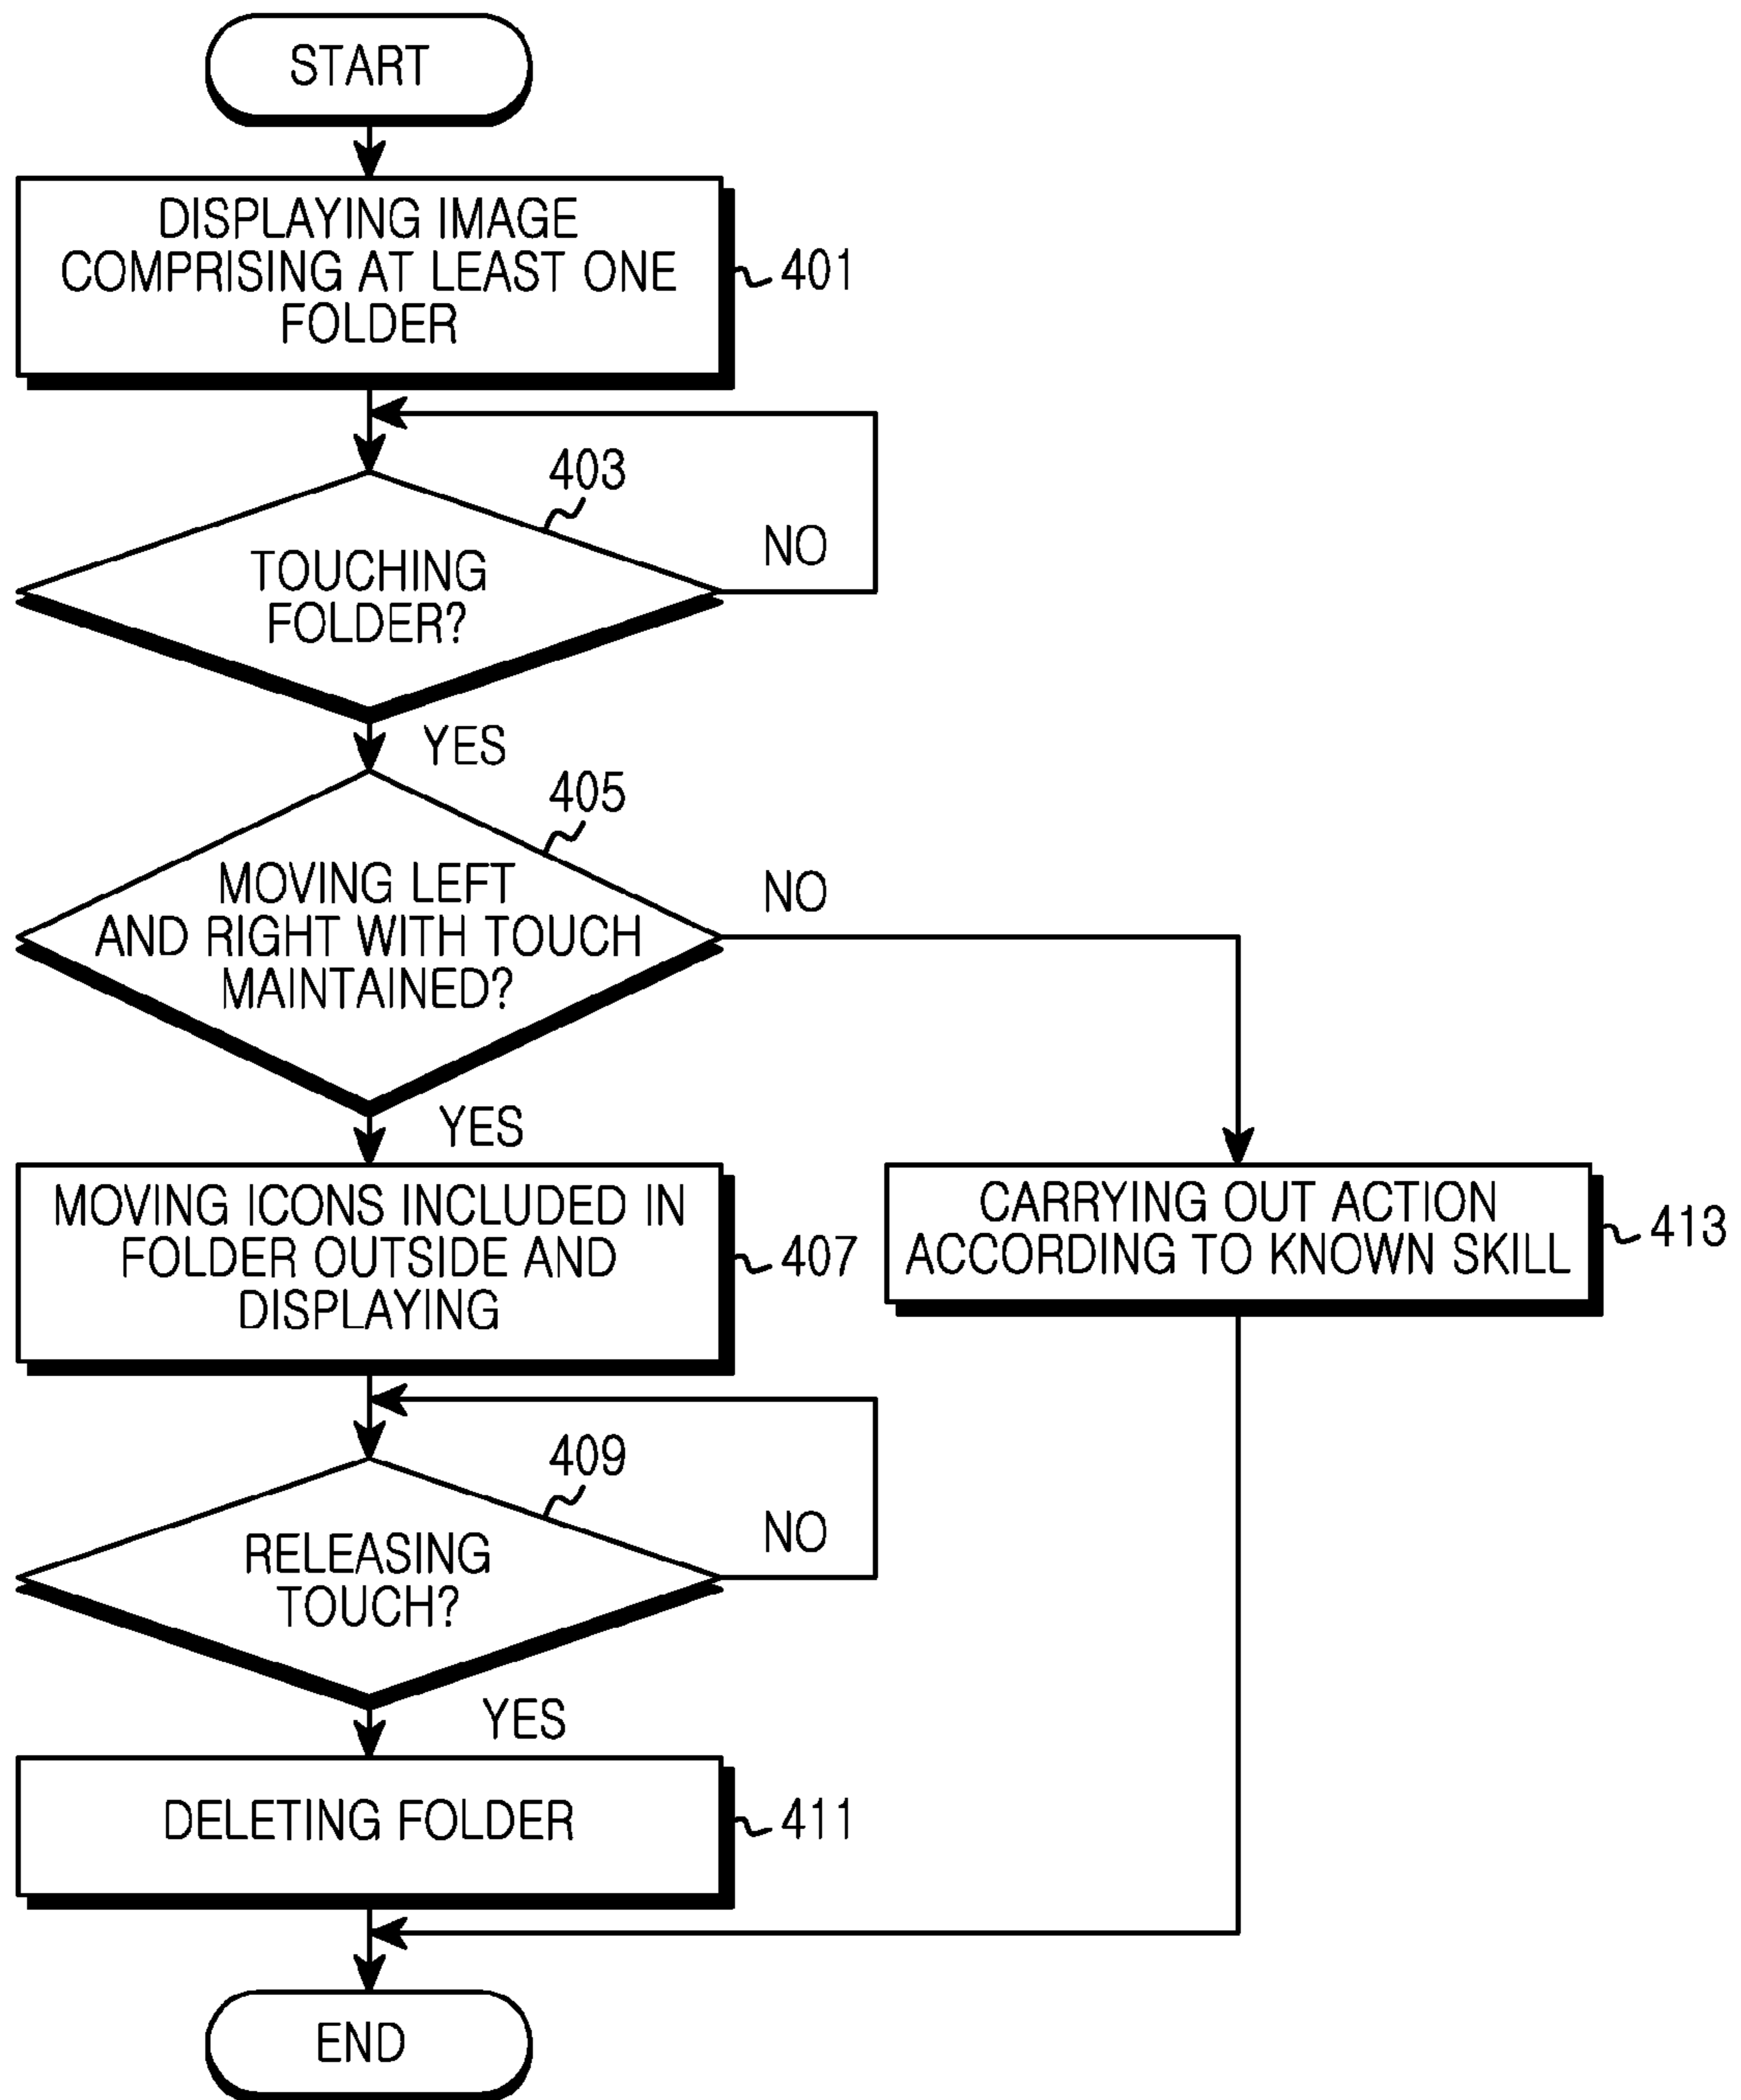 START
DISPLAYING IMAGE
COMPRISING AT LEAST ONE
FOLDER
401
403
TOUCHING
FOLDER?
NO
YES
405
MOVING LEFT
AND RIGHT WITH TOUCH
MAINTAINED?
NO
YES
MOVING ICONS INCLUDED IN
FOLDER OUTSIDE AND
DISPLAYING
407
CARRYING OUT ACTION
ACCORDING TO KNOWN SKILL
413
409
RELEASING
TOUCH?
NO
YES
DELETING FOLDER
411
END